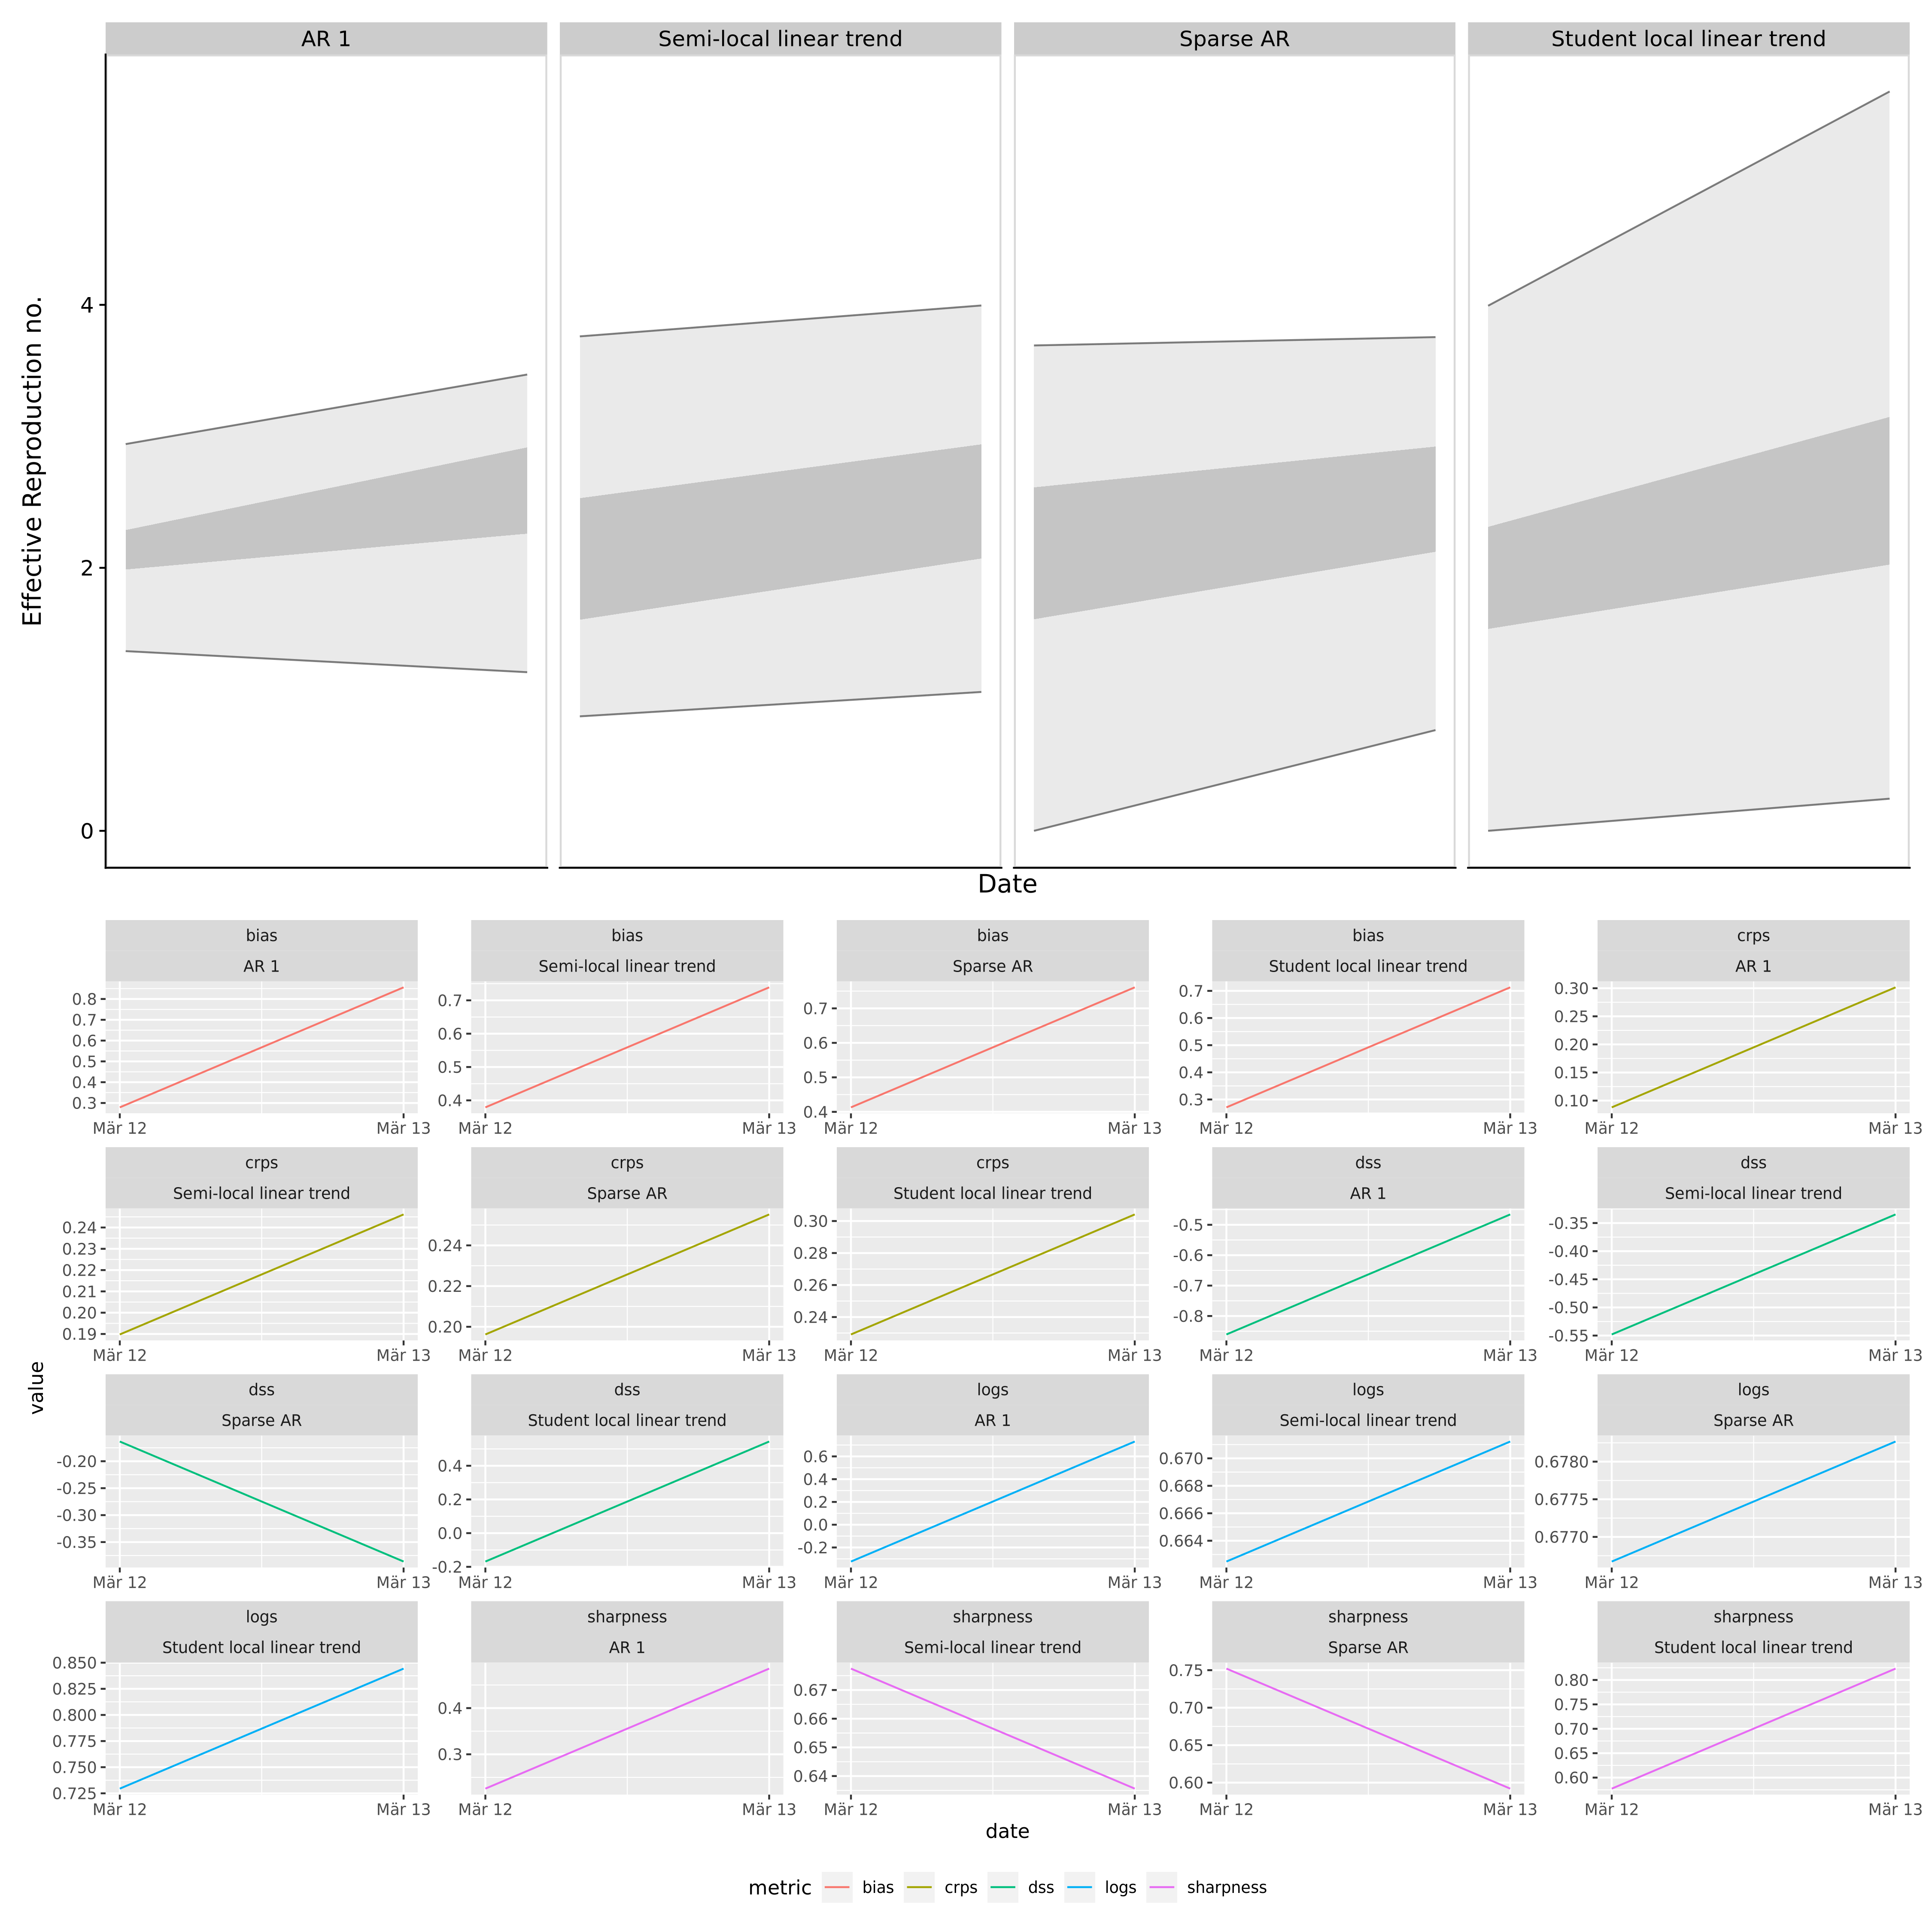 AR 1
Semi-local linear trend
Sparse AR
Student local linear trend
Effective Reproduction no.
4
2
0
Date
value
bias
AR 1
0.8
0.7
0.6
0.5
0.4
0.3
Mär 12
Mär 13
bias
Semi-local linear trend
0.7
0.6
0.5
0.4
Mär 12
Mär 13
bias
Sparse AR
0.7
0.6
0.5
0.4
Mär 12
Mär 13
bias
Student local linear trend
0.7
0.6
0.5
0.4
0.3
Mär 12
Mär 13
crps
AR 1
0.30
0.25
0.20
0.15
0.10
Mär 12
Mär 13
crps
Semi-local linear trend
0.24
0.23
0.22
0.21
0.20
0.19
Mär 12
Mär 13
crps
Sparse AR
0.24
0.22
0.20
Mär 12
Mär 13
crps
Student local linear trend
0.30
0.28
0.26
0.24
Mär 12
Mär 13
dss
AR 1
-0.5
-0.6
-0.7
-0.8
Mär 12
Mär 13
dss
Semi-local linear trend
-0.35
-0.40
-0.45
-0.50
-0.55
Mär 12
Mär 13
dss
Sparse AR
-0.20
-0.25
-0.30
-0.35
Mär 12
Mär 13
dss
Student local linear trend
0.4
0.2
0.0
-0.2
Mär 12
Mär 13
logs
AR 1
0.6
0.4
0.2
0.0
-0.2
Mär 12
Mär 13
logs
Semi-local linear trend
0.670
0.668
0.666
0.664
Mär 12
Mär 13
logs
Sparse AR
0.6780
0.6775
0.6770
Mär 12
Mär 13
logs
Student local linear trend
0.850
0.825
0.800
0.775
0.750
0.725
Mär 12
Mär 13
sharpness
AR 1
0.4
0.3
Mär 12
Mär 13
sharpness
Semi-local linear trend
0.67
0.66
0.65
0.64
Mär 12
Mär 13
sharpness
Sparse AR
0.75
0.70
0.65
0.60
Mär 12
Mär 13
sharpness
Student local linear trend
0.80
0.75
0.70
0.65
0.60
Mär 12
Mär 13
date
metric bias crps dss logs sharpness